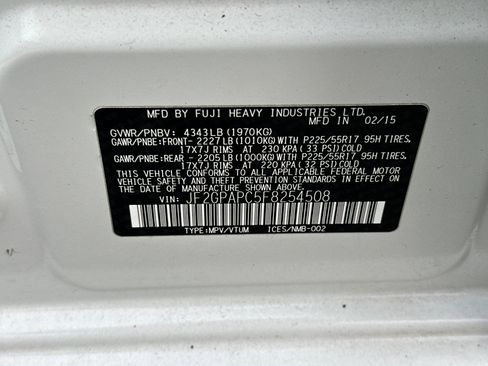 MFD BY FUJI HEAVY INDUSTRIES LTD.
MFD IN 02/15
GVWR/PNBV: 4343LB (1970KG)
GAWR/PNBE:FRONT- 2227LB(1010KG)WITH P225/55R17 95H TIRES,
17X7J RIMS AT 230 KPA( 33 PSI)COLD
GAWR/PNBE:REAR - 2205LB(1000KG)WITH P225/55R17 95H TIRES,
17X7J RIMS AT 220 KPA( 32 PSI)COLD
THIS VEHICLE CONFORMS TO ALL APPLICABLE FEDERAL MOTOR
VEHICLE SAFETY AND THEFT PREVENTION STANDARDS IN EFFECT ON
THE DATE OF MANUFACTURE SHOWN ABOVE.
VIN: JF2GPAPC5F8254508
TYPE:MPV/VTUM ICES/NMB-002